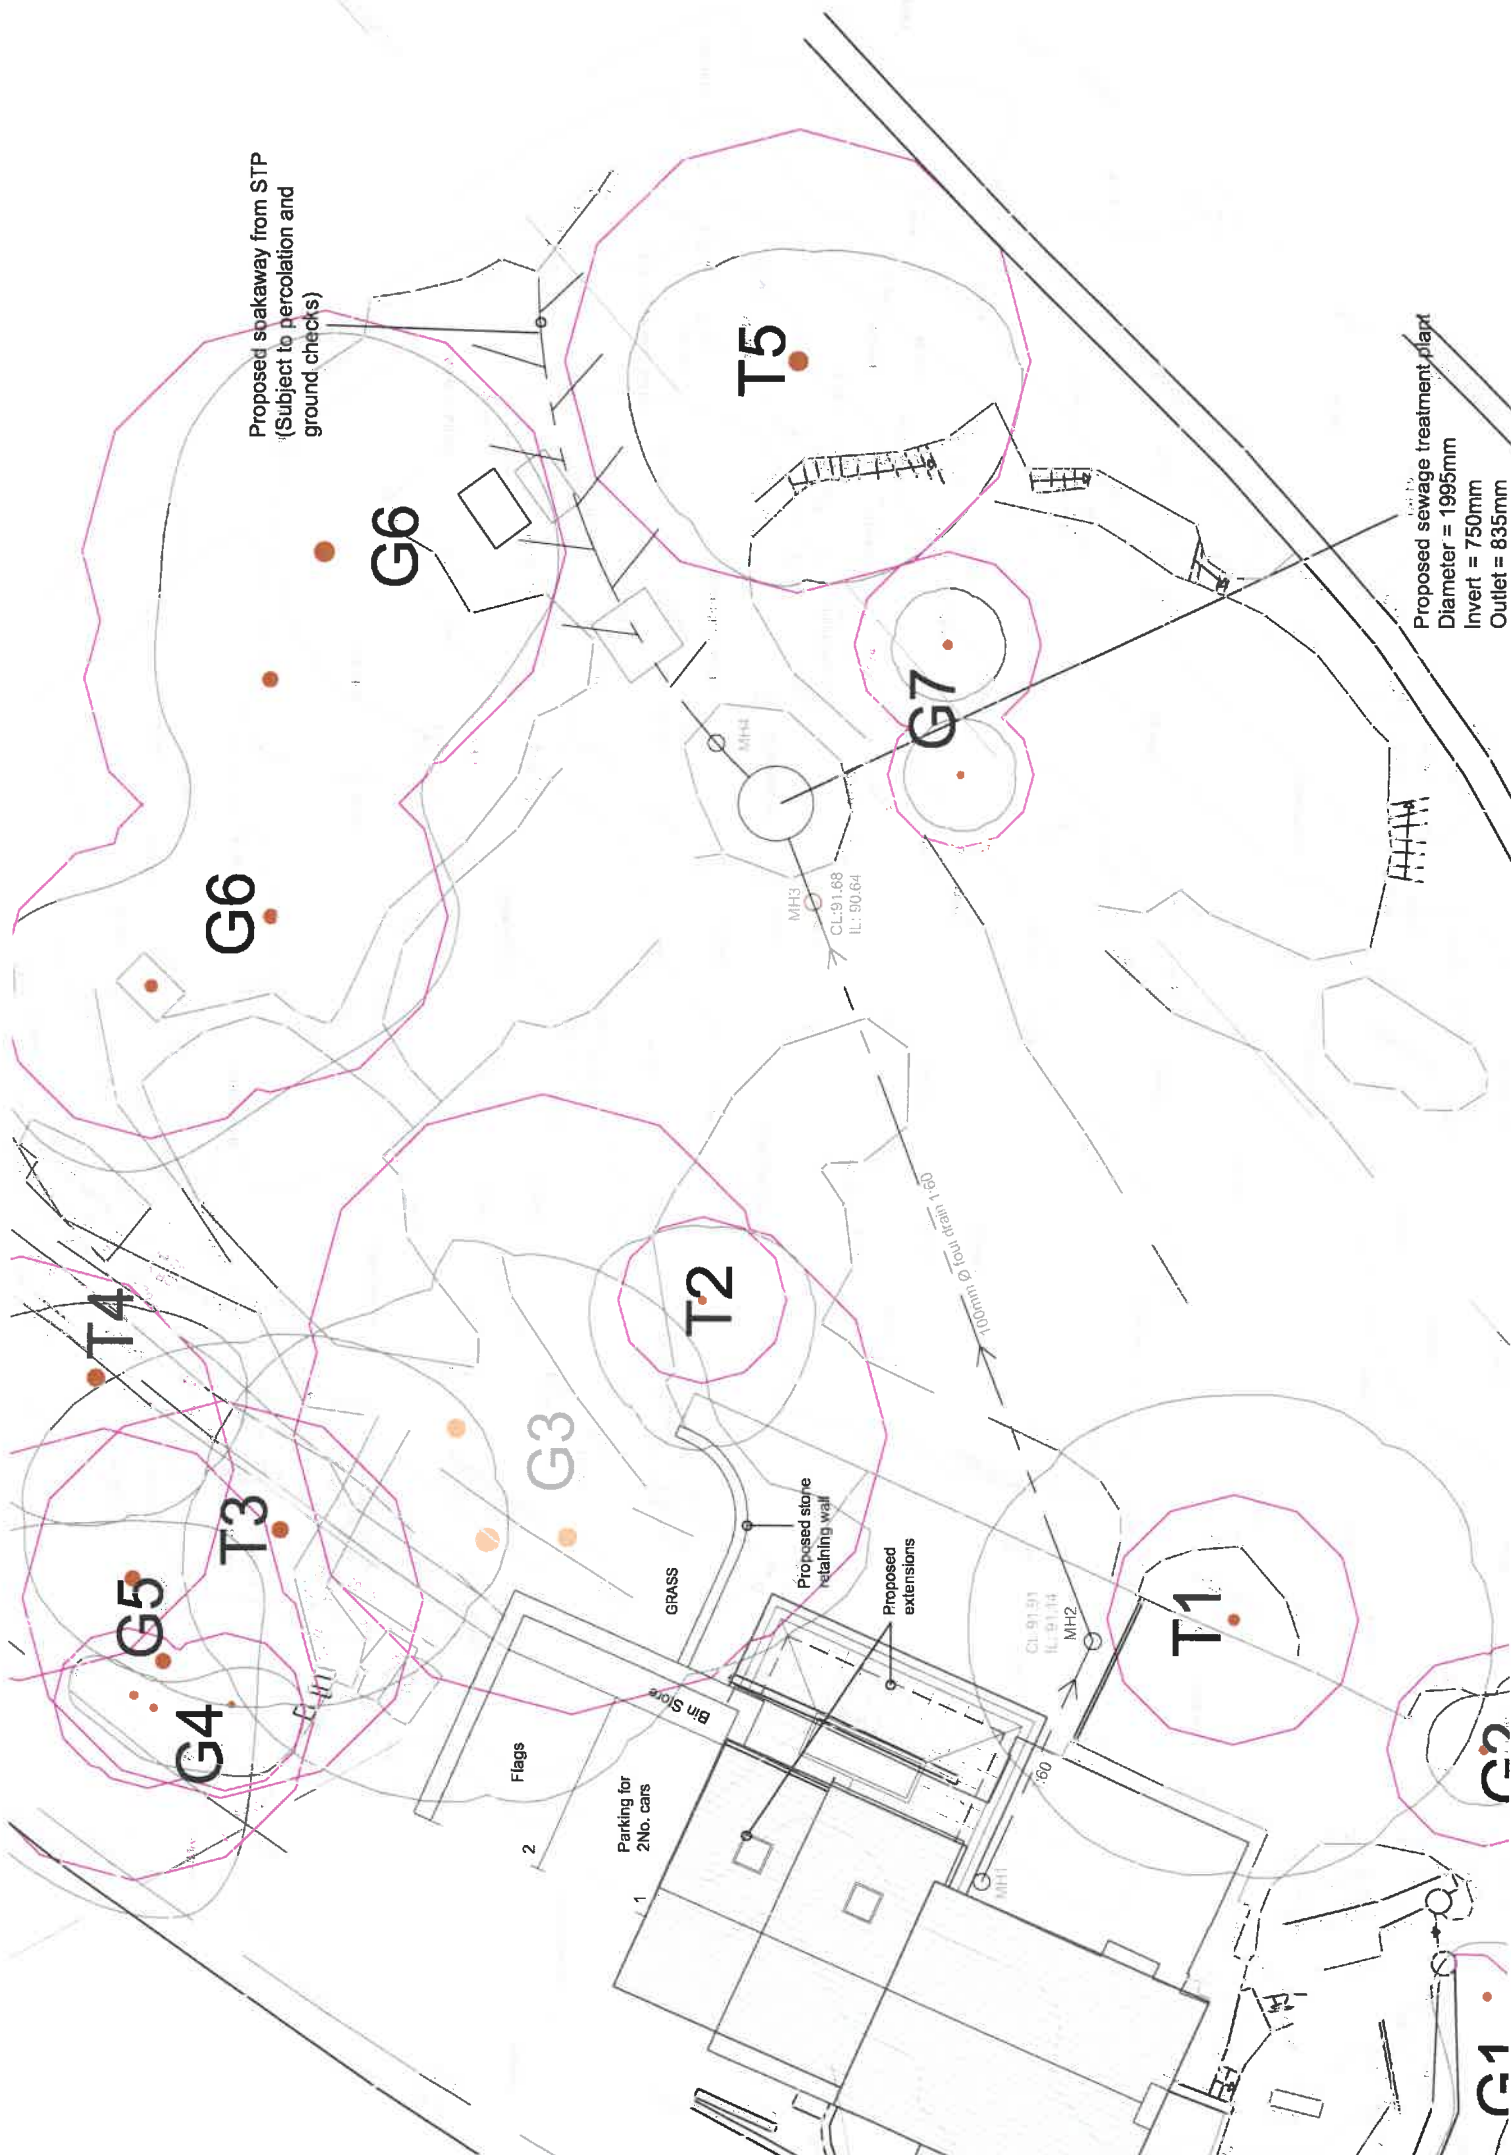 Proposed soakaway from STP
(Subject to percolation and
ground checks)
G6
T5
G6
G7
MH4
MH3
CL:91.68
IL: 90.64
Proposed sewage treatment plant
Diameter = 1995mm
Invert = 750mm
Outlet = 835mm
T4
T2
G3
T3
G5
G4
100mm Ø foul drain 1:60
GRASS
Proposed stone
retaining wall
Proposed
extensions
CL 91.91
IL: 91.14
MH2
T1
Bin Store
Flags
2
Parking for
2No. cars
1
:60
MH1
G2
G1